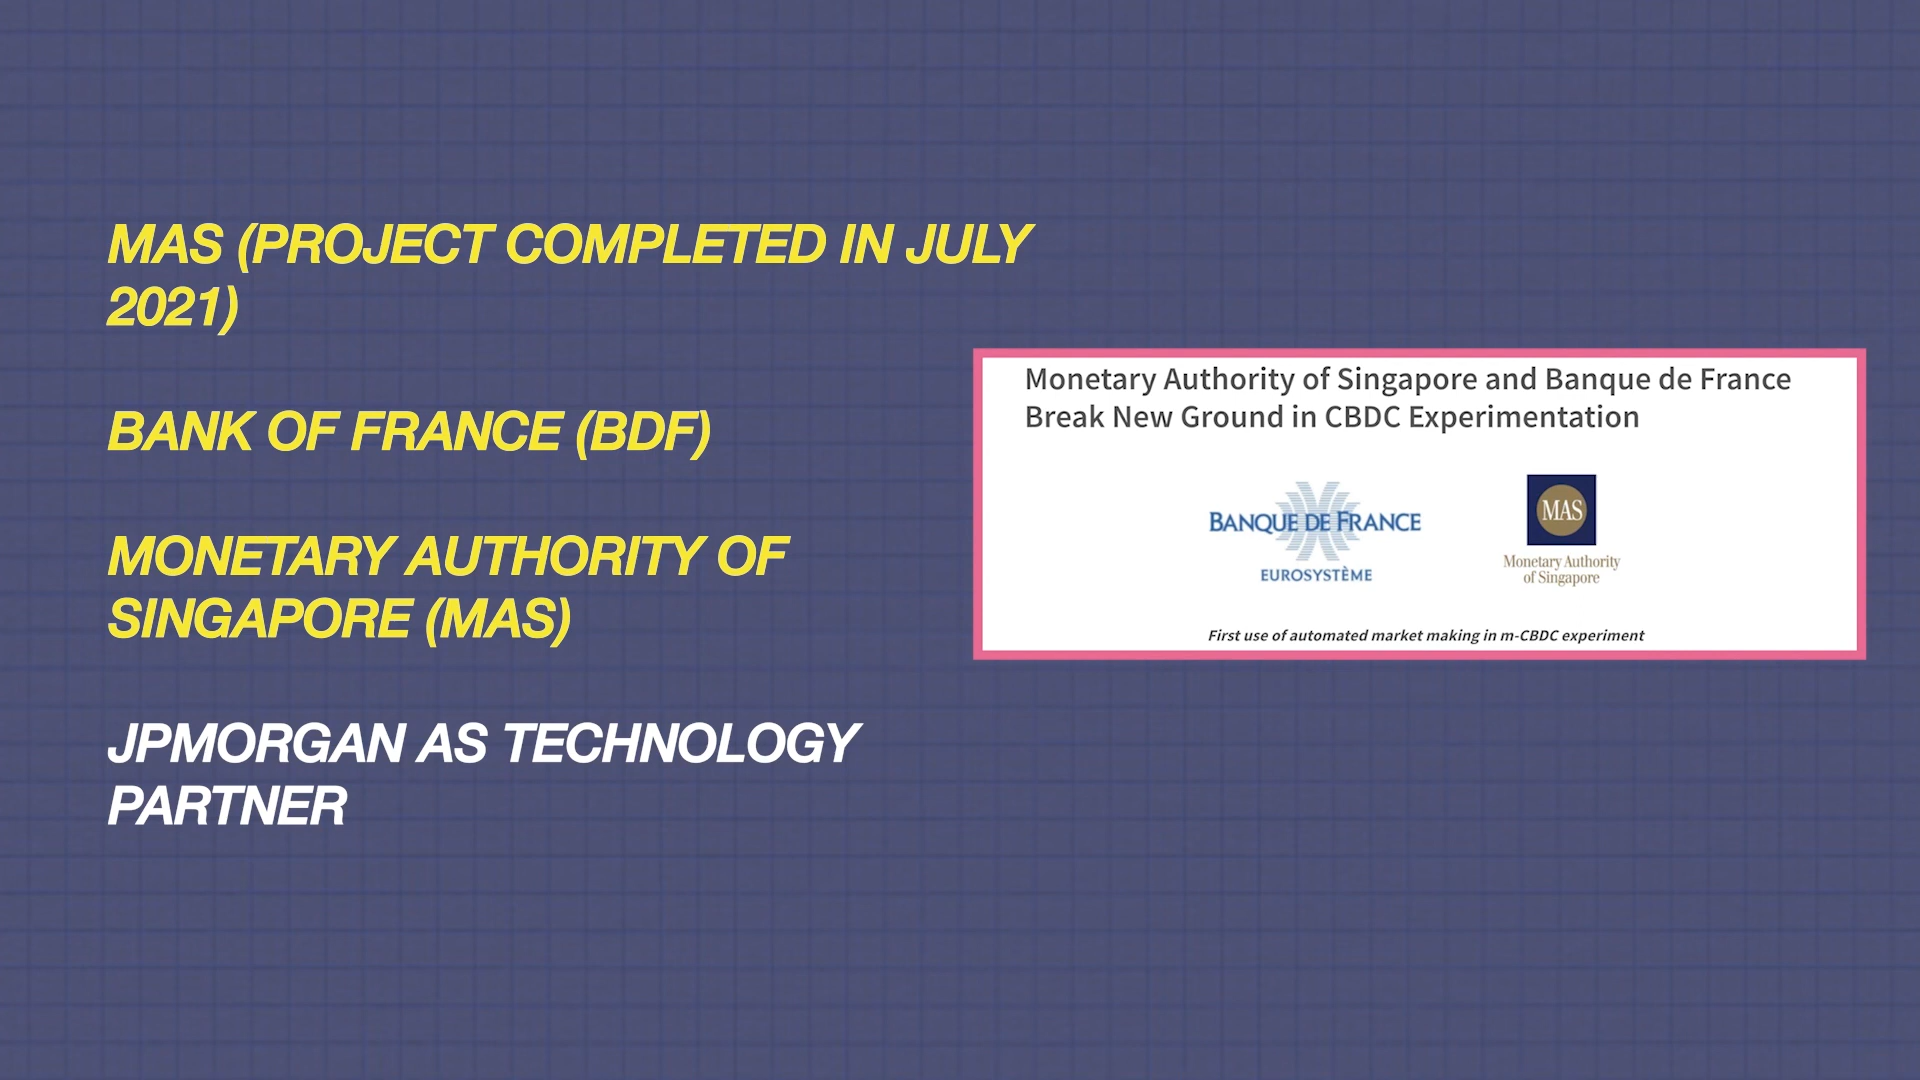 MAS (PROJECT COMPLETED IN JULY
2021)
BANK OF FRANCE (BDF)
MONETARY AUTHORITY OF
SINGAPORE (MAS)
JPMORGAN AS TECHNOLOGY
PARTNER
Monetary Authority of Singapore and Banque de France
Break New Ground in CBDC Experimentation
BANQUE DE FRANCE
EUROSYSTÈME
MAS
Monetary Authority
of Singapore
First use of automated market making in m-CBDC experiment